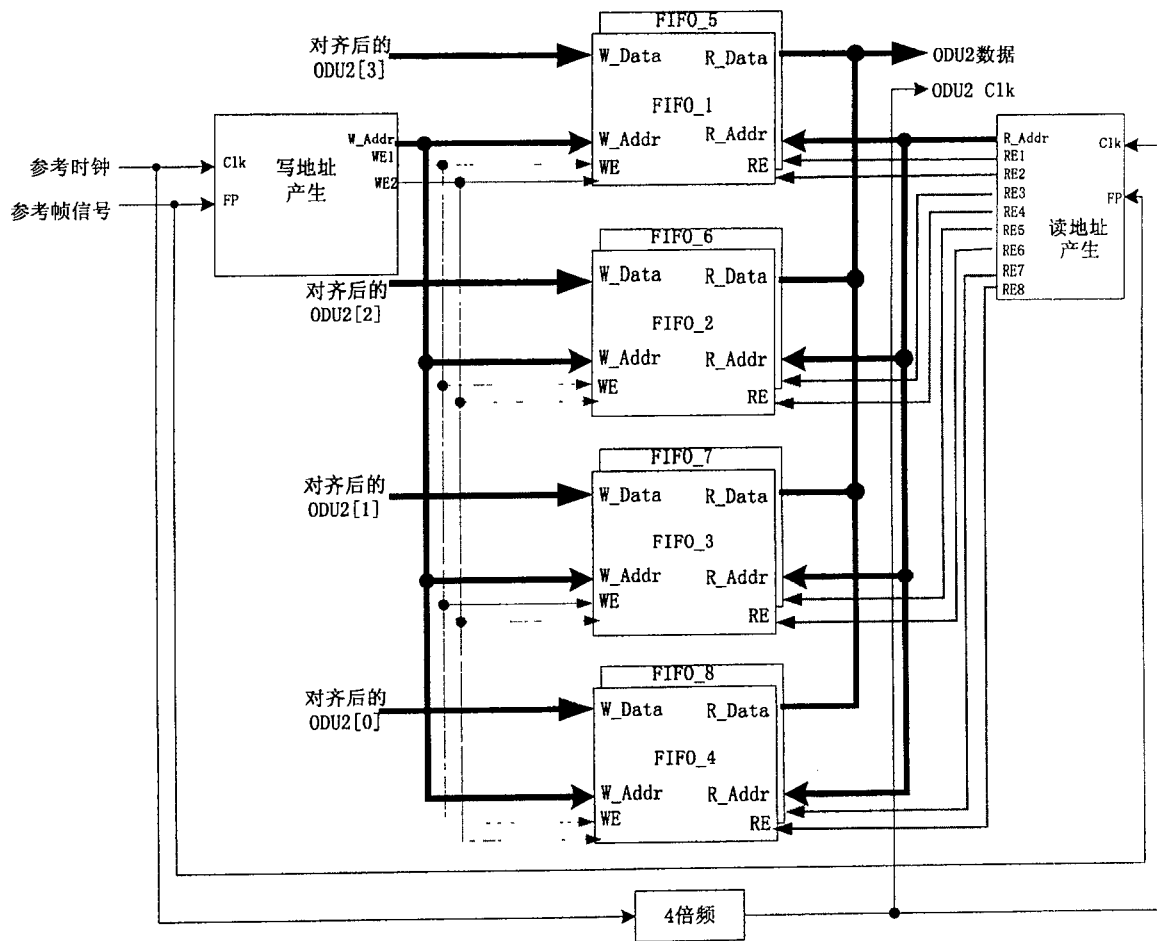 FIFO_5
对齐后的
ODU2[3]
W_Data
R_Data
ODU2数据
FIFO_1
ODU2 Clk
W_Addr
R_Addr
WE
RE
参考时钟
参考帧信号
Clk
FP
写地址
产生
W_Addr
WE1
WE2
R_Addr
RE1
RE2
RE3
RE4
RE5
RE6
RE7
RE8
Clk
FP
读地址
产生
FIFO_6
对齐后的
ODU2[2]
W_Data
R_Data
FIFO_2
W_Addr
R_Addr
WE
RE
FIFO_7
对齐后的
ODU2[1]
W_Data
R_Data
FIFO_3
W_Addr
R_Addr
WE
RE
FIFO_8
对齐后的
ODU2[0]
W_Data
R_Data
FIFO_4
W_Addr
R_Addr
WE
RE
4倍频